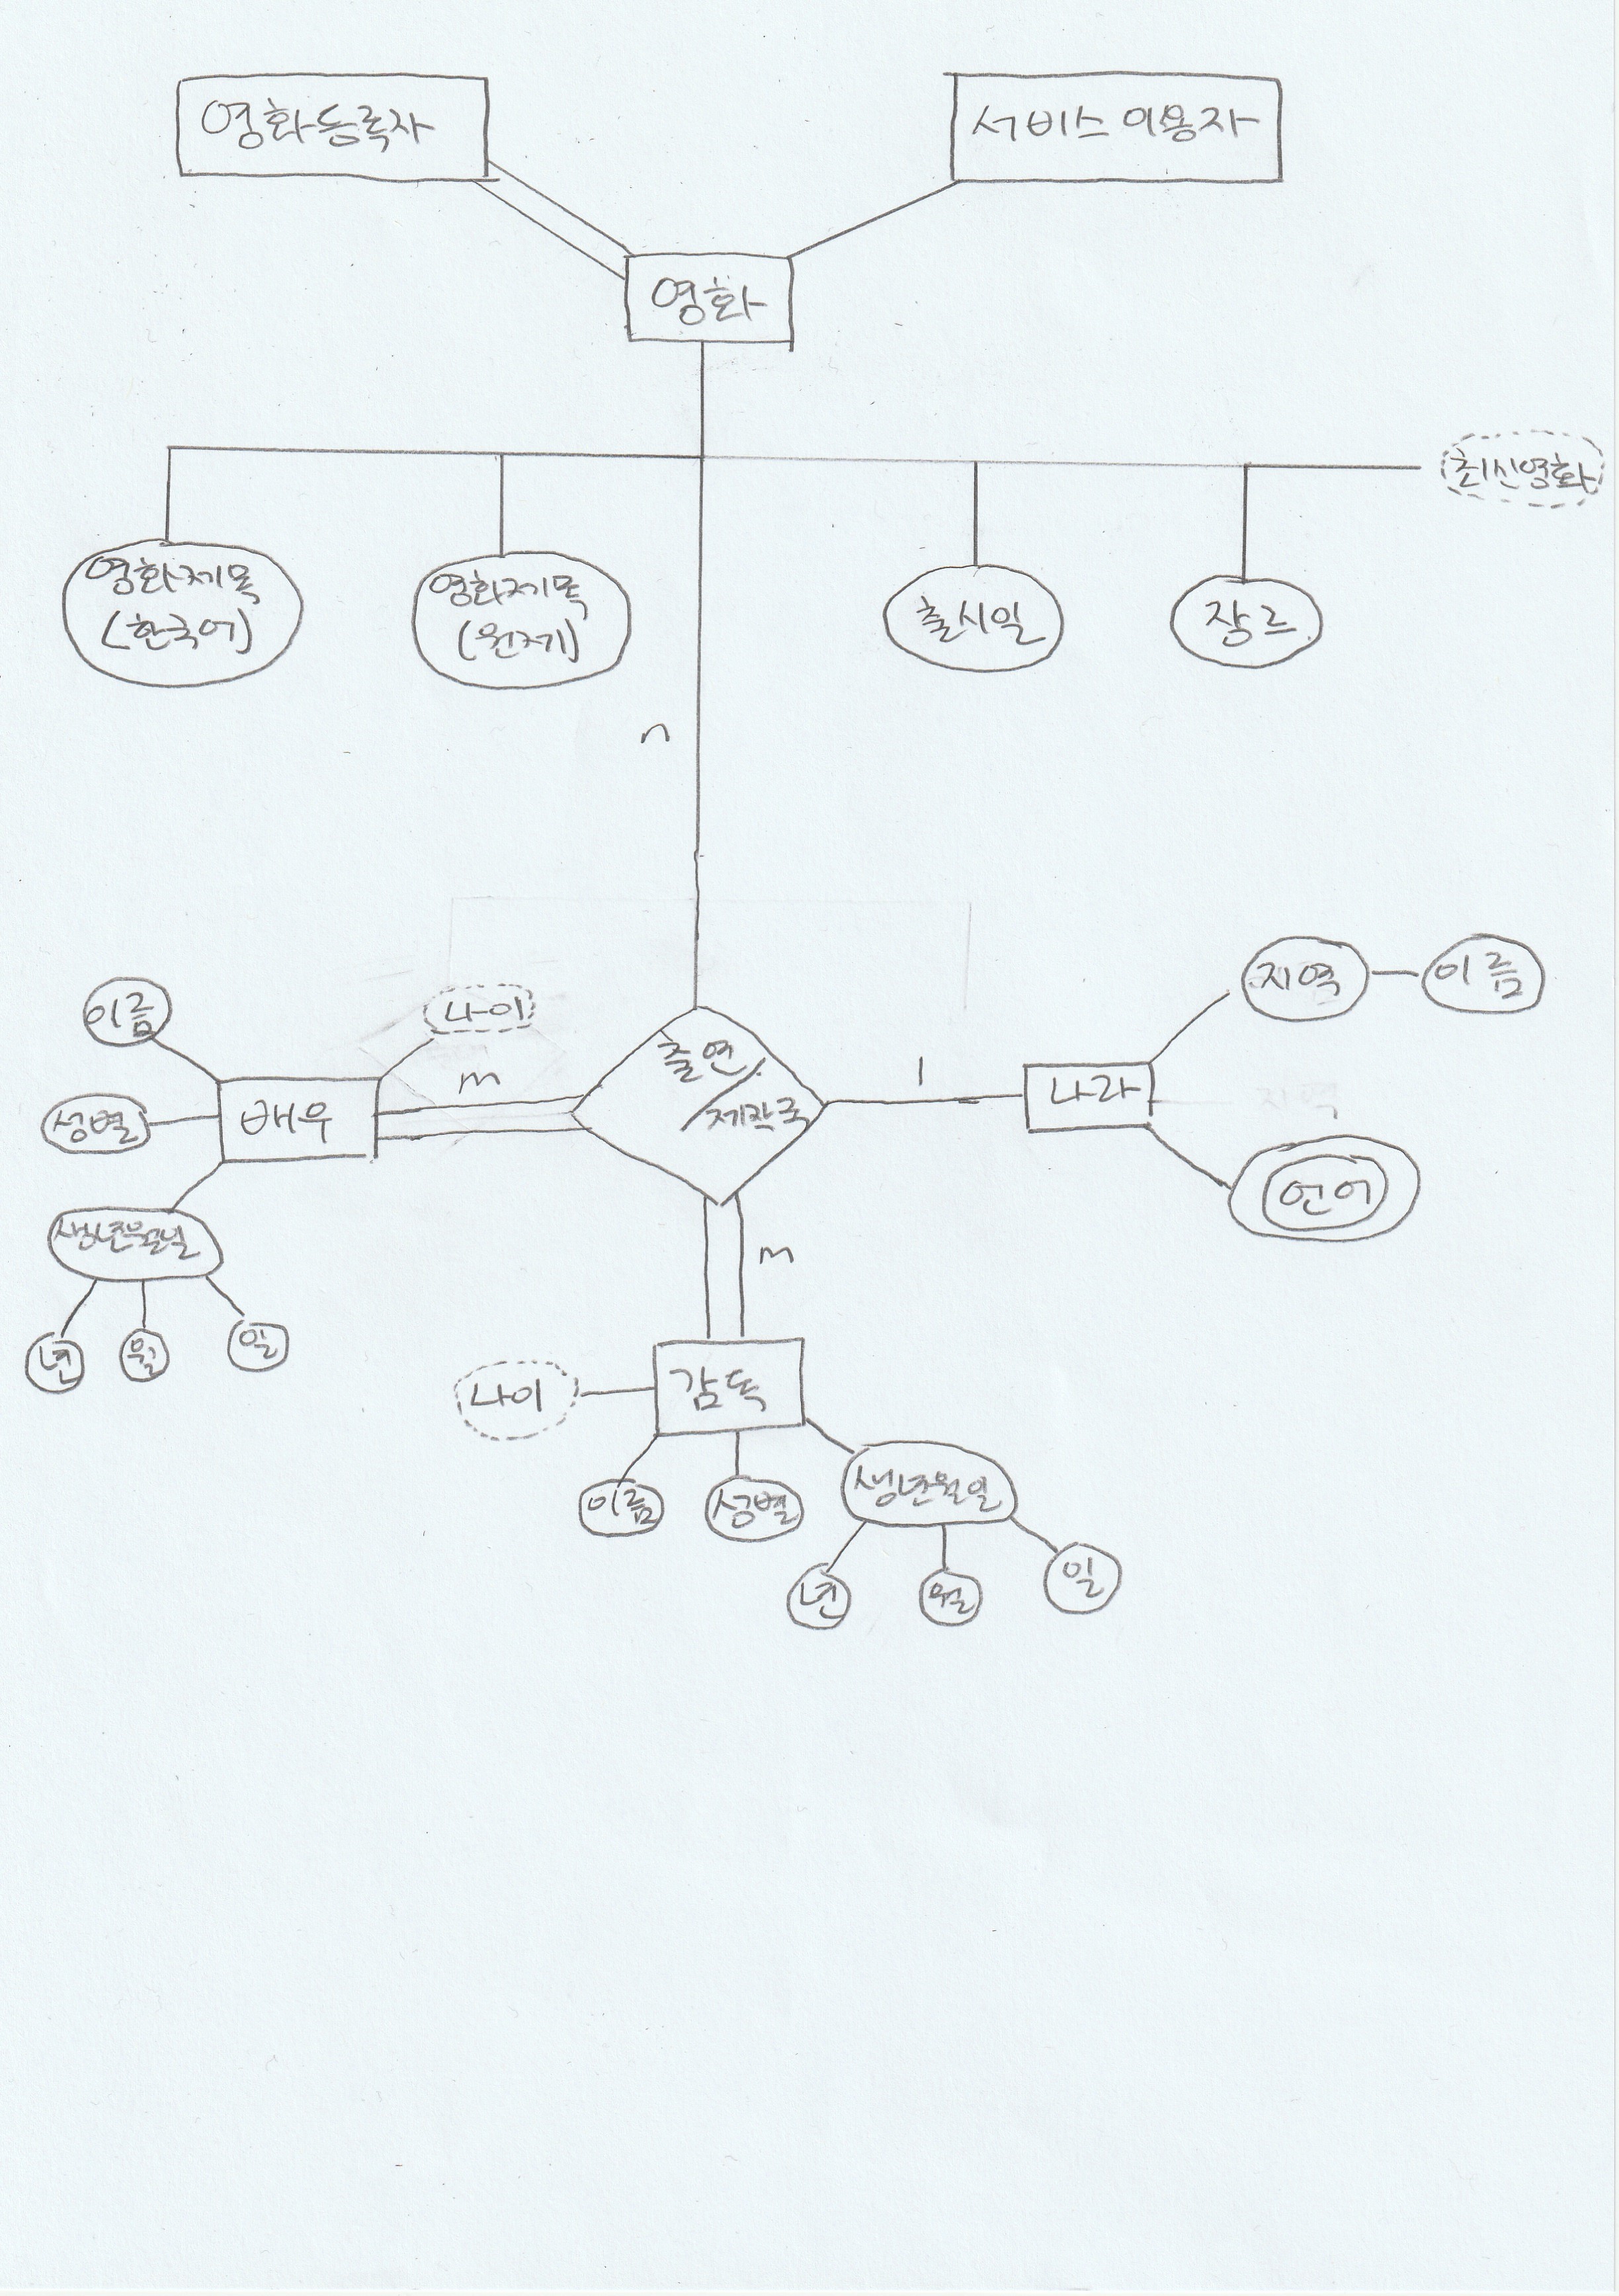 영화등록자
서비스 이용자
영화
최신영화
영화제목
(한국어)
영화제목
(원제)
출시일
장르
n
이름
나이
지역
이름
출연/
제작국
m
1
배우
성별
나라
지역
언어
생년월일
m
년
월
일
감독
나이
생년월일
이름
성별
년
월
일